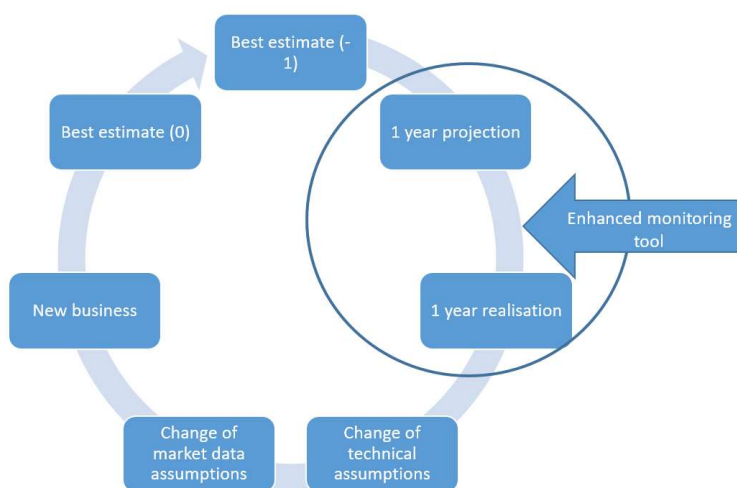 Best estimate (-
1)
1 year projection
Enhanced monitoring
tool
1 year realisation
Change of
technical
assumptions
Change of
market data
assumptions
New business
Best estimate (0)